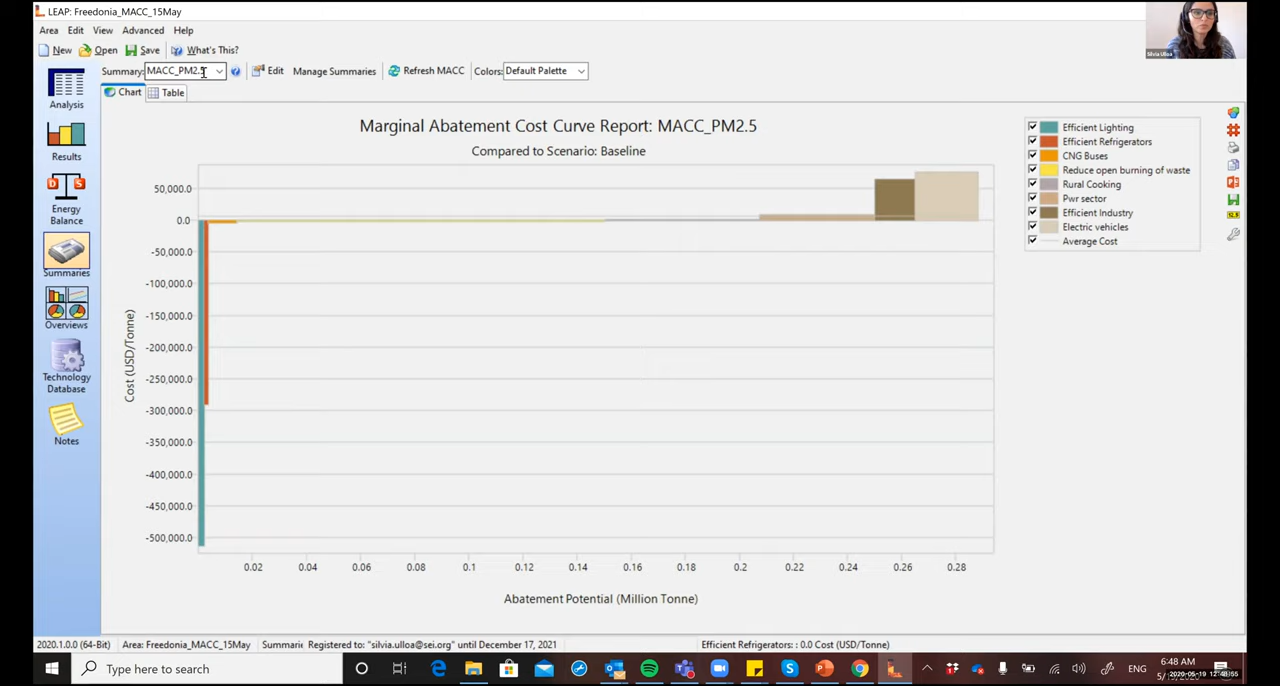 LEAP: Freedonia_MACC_15May
Area Edit View Advanced Help
New Open Save What's This?
Summary: MACC_PM2.5 Edit Manage Summaries Refresh MACC Colors: Default Palette
Chart Table
Analysis
Results
Energy
Balance
Summaries
Overviews
Technology
Database
Notes
Marginal Abatement Cost Curve Report: MACC_PM2.5
Compared to Scenario: Baseline
50,000.0
0.0
-50,000.0
-100,000.0
-150,000.0
-200,000.0
-250,000.0
-300,000.0
-350,000.0
-400,000.0
-450,000.0
-500,000.0
Cost (USD/Tonne)
0.02 0.04 0.06 0.08 0.1 0.12 0.14 0.16 0.18 0.2 0.22 0.24 0.26 0.28
Abatement Potential (Million Tonne)
Efficient Lighting
Efficient Refrigerators
CNG Buses
Reduce open burning of waste
Rural Cooking
Pwr sector
Efficient Industry
Electric vehicles
Average Cost
Silvia Ulloa
2020.1.0.0 (64-Bit) Area: Freedonia_MACC_15May Summarie Registered to: "silvia.ulloa@sei.org" until December 17, 2021 Efficient Refrigerators: : 0.0 Cost (USD/Tonne)
Type here to search
ENG
6:48 AM